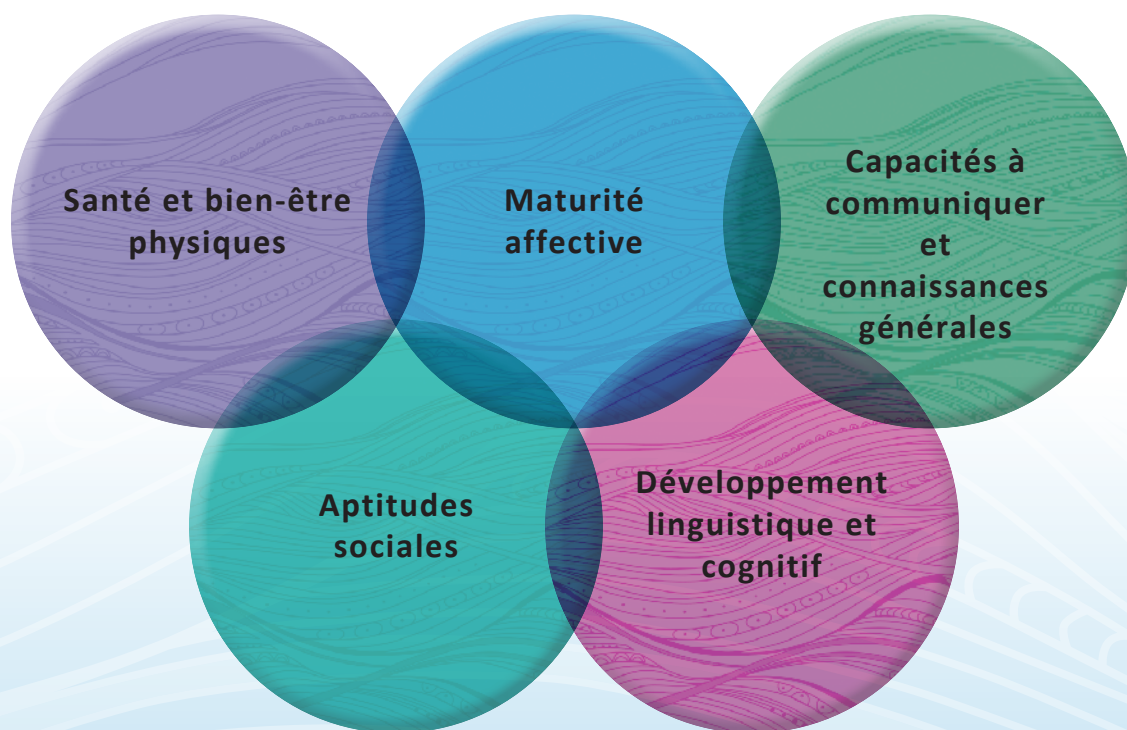 Santé et bien-être
physiques
Maturité
affective
Capacités à
communiquer
et
connaissances
générales
Aptitudes
sociales
Développement
linguistique et
cognitif